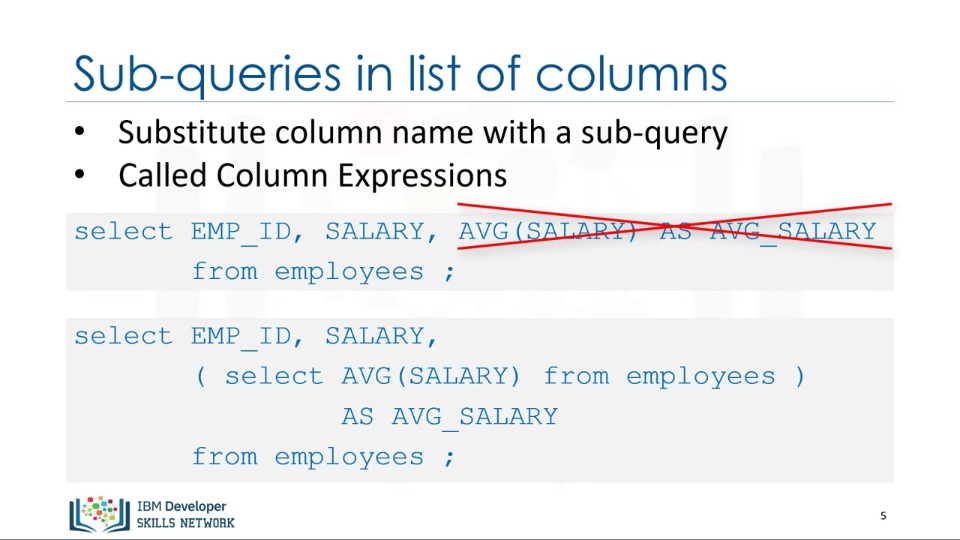 Sub-queries in list of columns
• Substitute column name with a sub-query
• Called Column Expressions
select EMP_ID, SALARY, AVG(SALARY) AS AVG_SALARY
from employees ;
select EMP_ID, SALARY,
( select AVG(SALARY) from employees )
AS AVG_SALARY
from employees ;
IBM Developer
SKILLS NETWORK
5